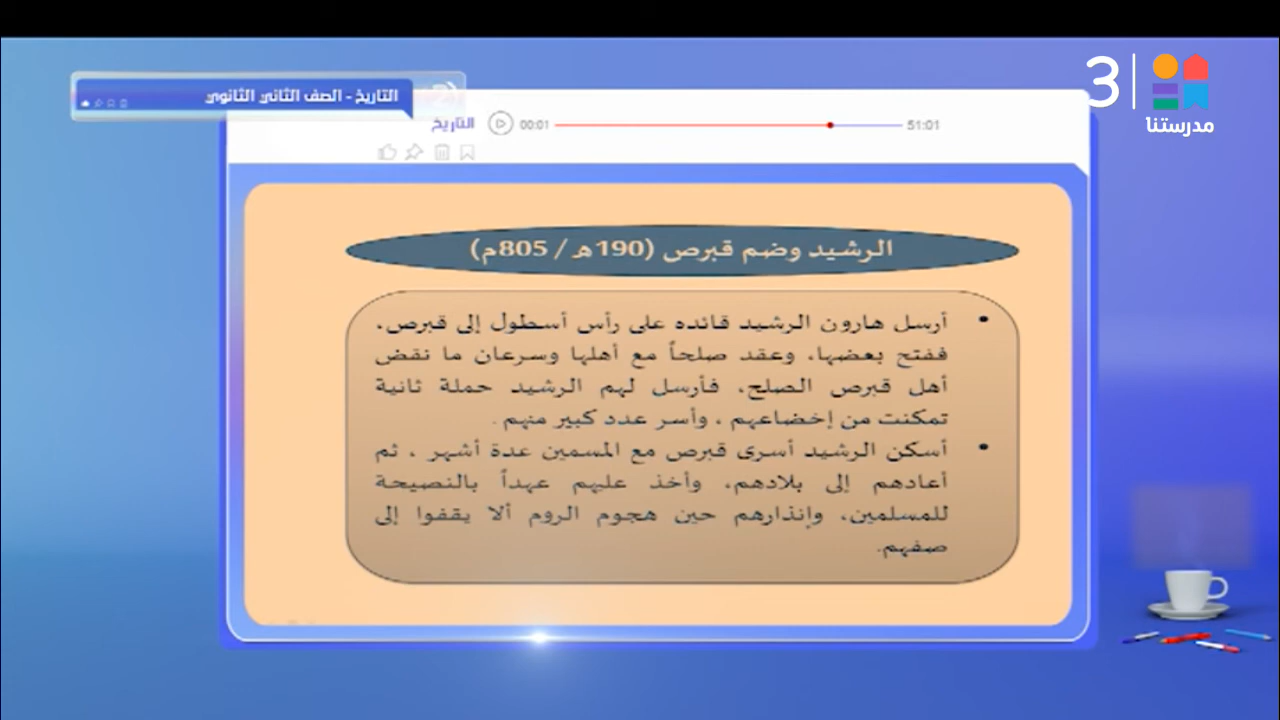 3
مدرستنا
التاريخ - الصف الثاني الثانوي
التاريخ
00:01
51:01
الرشيد وضم قبرص (190هـ / 805م)
• أرسل هارون الرشيد قائده على رأس أسطول إلى قبرص،
ففتح بعضها، وعقد صلحاً مع أهلها وسرعان ما نقض
أهل قبرص الصلح، فأرسل لهم الرشيد حملة ثانية
تمكنت من إخضاعهم ، وأسر عدد كبير منهم .
• أسكن الرشيد أسرى قبرص مع المسمين عدة أشهر ، ثم
أعادهم إلى بلادهم، وأخذ عليهم عهداً بالنصيحة
للمسلمين، وإنذارهم حين هجوم الروم ألا يقفوا إلى
صفهم.